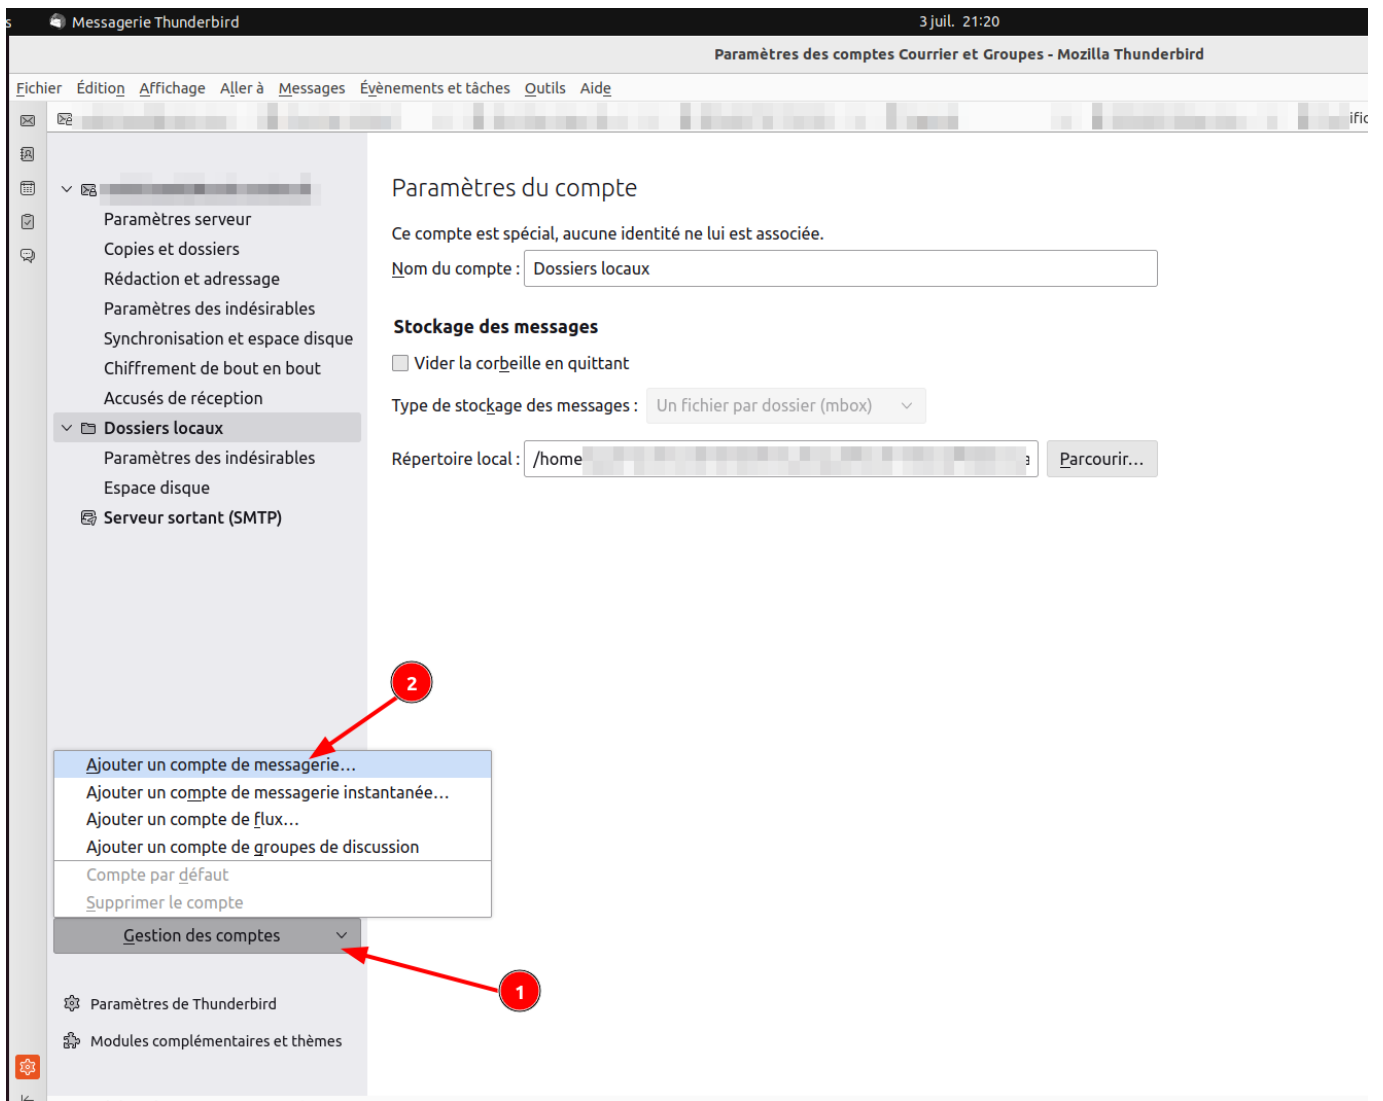 s Messagerie Thunderbird 3 juil. 21:20
Paramètres des comptes Courrier et Groupes - Mozilla Thunderbird
Fichier Édition Affichage Aller à Messages Évènements et tâches Outils Aide
ific
Paramètres du compte
Paramètres serveur
Ce compte est spécial, aucune identité ne lui est associée.
Copies et dossiers
Nom du compte : Dossiers locaux
Rédaction et adressage
Paramètres des indésirables
Stockage des messages
Synchronisation et espace disque
Vider la corbeille en quittant
Chiffrement de bout en bout
Accusés de réception
Type de stockage des messages : Un fichier par dossier (mbox)
Dossiers locaux
Paramètres des indésirables
Répertoire local : /home a Parcourir...
Espace disque
Serveur sortant (SMTP)
2
Ajouter un compte de messagerie...
Ajouter un compte de messagerie instantanée...
Ajouter un compte de flux...
Ajouter un compte de groupes de discussion
Compte par défaut
Supprimer le compte
Gestion des comptes
1
Paramètres de Thunderbird
Modules complémentaires et thèmes